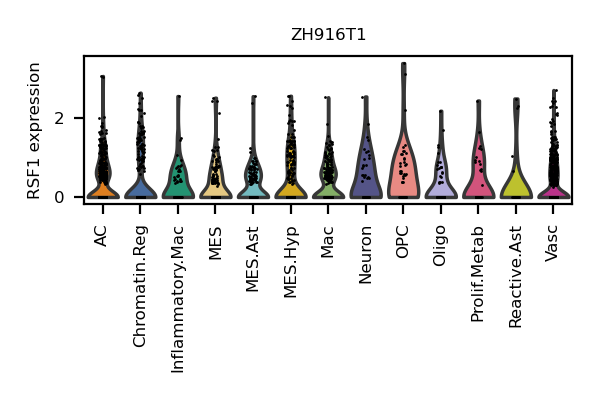 ZH916T1
RSF1 expression
2
0
AC
Chromatin.Reg
Inflammatory.Mac
MES
MES.Ast
MES.Hyp
Mac
Neuron
OPC
Oligo
Prolif.Metab
Reactive.Ast
Vasc